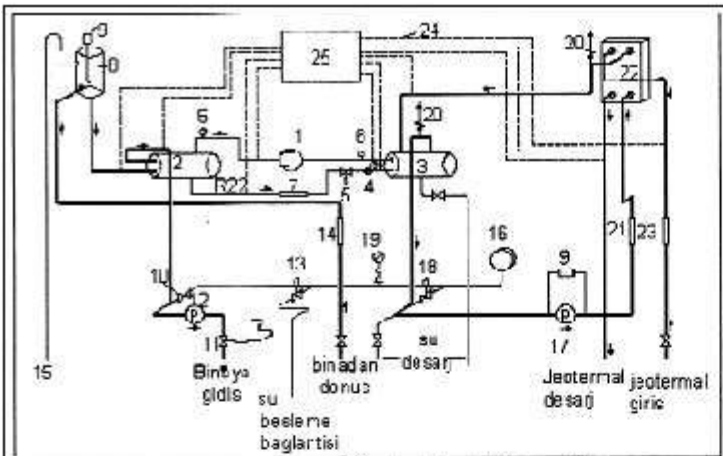 24
20
25
22
6
1
6
20
2
3
R22
7
5
4
14
19
16
13
18
21
23
9
10
12
11
17
15
Binaya
gidis
su
besleme
baglantisi
binadan
donus
su
desarj
Jeotermal
desarj
jeotermal
giris